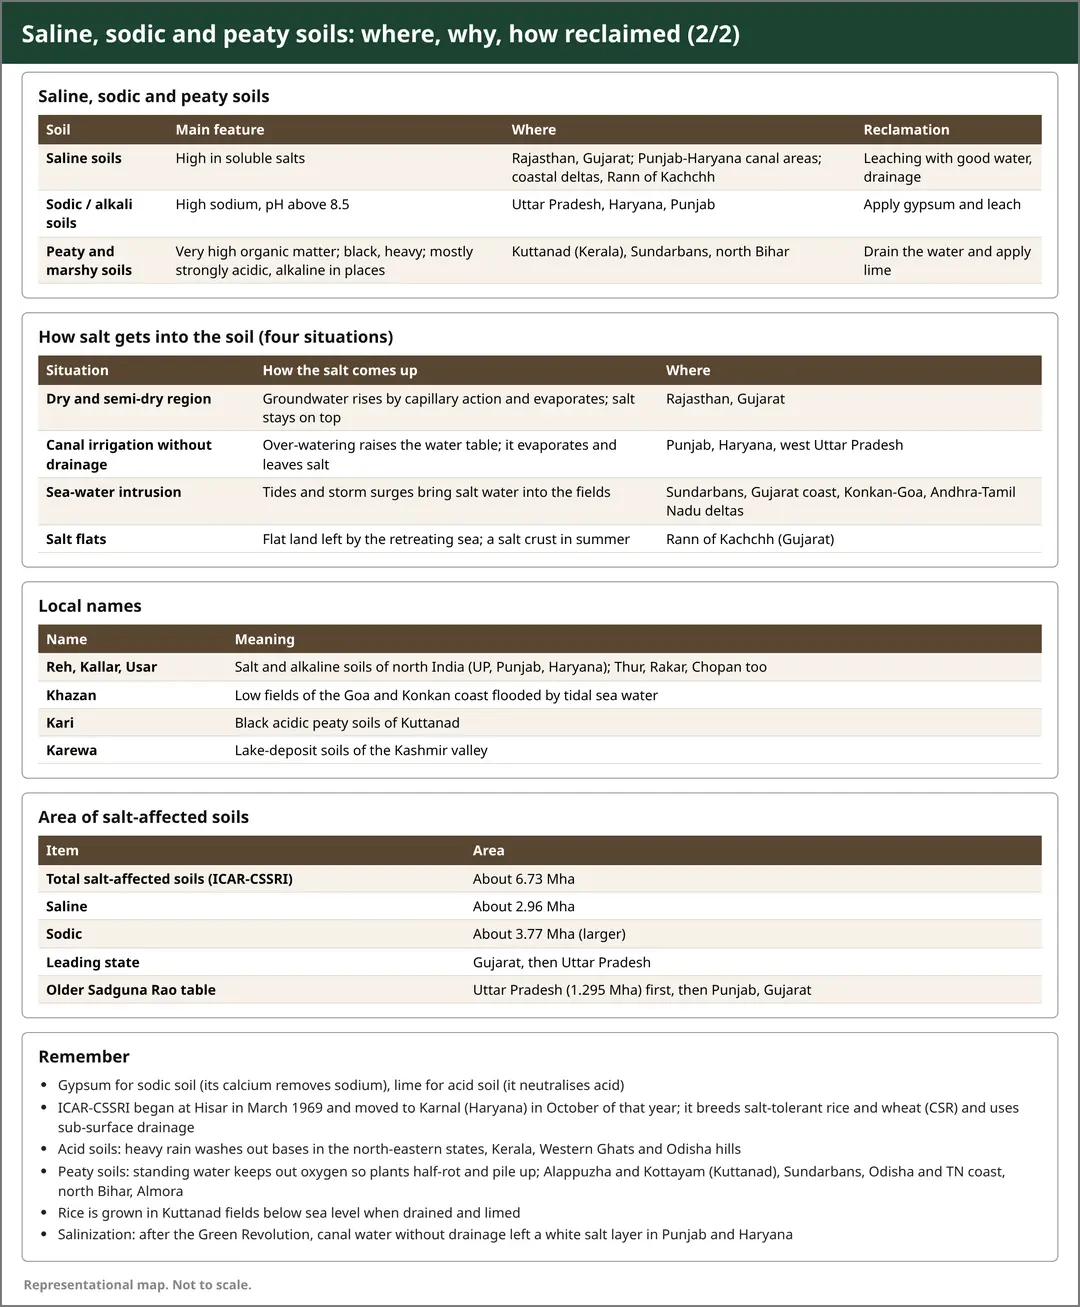 Saline, sodic and peaty soils: where, why, how reclaimed (2/2)
Saline, sodic and peaty soils
Soil Main feature Where Reclamation
Saline soils High in soluble salts Rajasthan, Gujarat; Punjab-Haryana canal areas; Leaching with good water,
coastal deltas, Rann of Kachchh drainage
Sodic / alkali High sodium, pH above 8.5 Uttar Pradesh, Haryana, Punjab Apply gypsum and leach
soils
Peaty and Very high organic matter; black, heavy; mostly Kuttanad (Kerala), Sundarbans, north Bihar Drain the water and apply
marshy soils strongly acidic, alkaline in places lime
How salt gets into the soil (four situations)
Situation How the salt comes up Where
Dry and semi-dry region Groundwater rises by capillary action and evaporates; salt Rajasthan, Gujarat
stays on top
Canal irrigation without Over-watering raises the water table; it evaporates and Punjab, Haryana, west Uttar Pradesh
drainage leaves salt
Sea-water intrusion Tides and storm surges bring salt water into the fields Sundarbans, Gujarat coast, Konkan-Goa, Andhra-Tamil
Nadu deltas
Salt flats Flat land left by the retreating sea; a salt crust in summer Rann of Kachchh (Gujarat)
Local names
Name Meaning
Reh, Kallar, Usar Salt and alkaline soils of north India (UP, Punjab, Haryana); Thur, Rakar, Chopan too
Khazan Low fields of the Goa and Konkan coast flooded by tidal sea water
Kari Black acidic peaty soils of Kuttanad
Karewa Lake-deposit soils of the Kashmir valley
Area of salt-affected soils
Item Area
Total salt-affected soils (ICAR-CSSRI) About 6.73 Mha
Saline About 2.96 Mha
Sodic About 3.77 Mha (larger)
Leading state Gujarat, then Uttar Pradesh
Older Sadguna Rao table Uttar Pradesh (1.295 Mha) first, then Punjab, Gujarat
Remember
• Gypsum for sodic soil (its calcium removes sodium), lime for acid soil (it neutralises acid)
• ICAR-CSSRI began at Hisar in March 1969 and moved to Karnal (Haryana) in October of that year; it breeds salt-tolerant rice and wheat (CSR) and uses
sub-surface drainage
• Acid soils: heavy rain washes out bases in the north-eastern states, Kerala, Western Ghats and Odisha hills
• Peaty soils: standing water keeps out oxygen so plants half-rot and pile up; Alappuzha and Kottayam (Kuttanad), Sundarbans, Odisha and TN coast,
north Bihar, Almora
• Rice is grown in Kuttanad fields below sea level when drained and limed
• Salinization: after the Green Revolution, canal water without drainage left a white salt layer in Punjab and Haryana
Representational map. Not to scale.